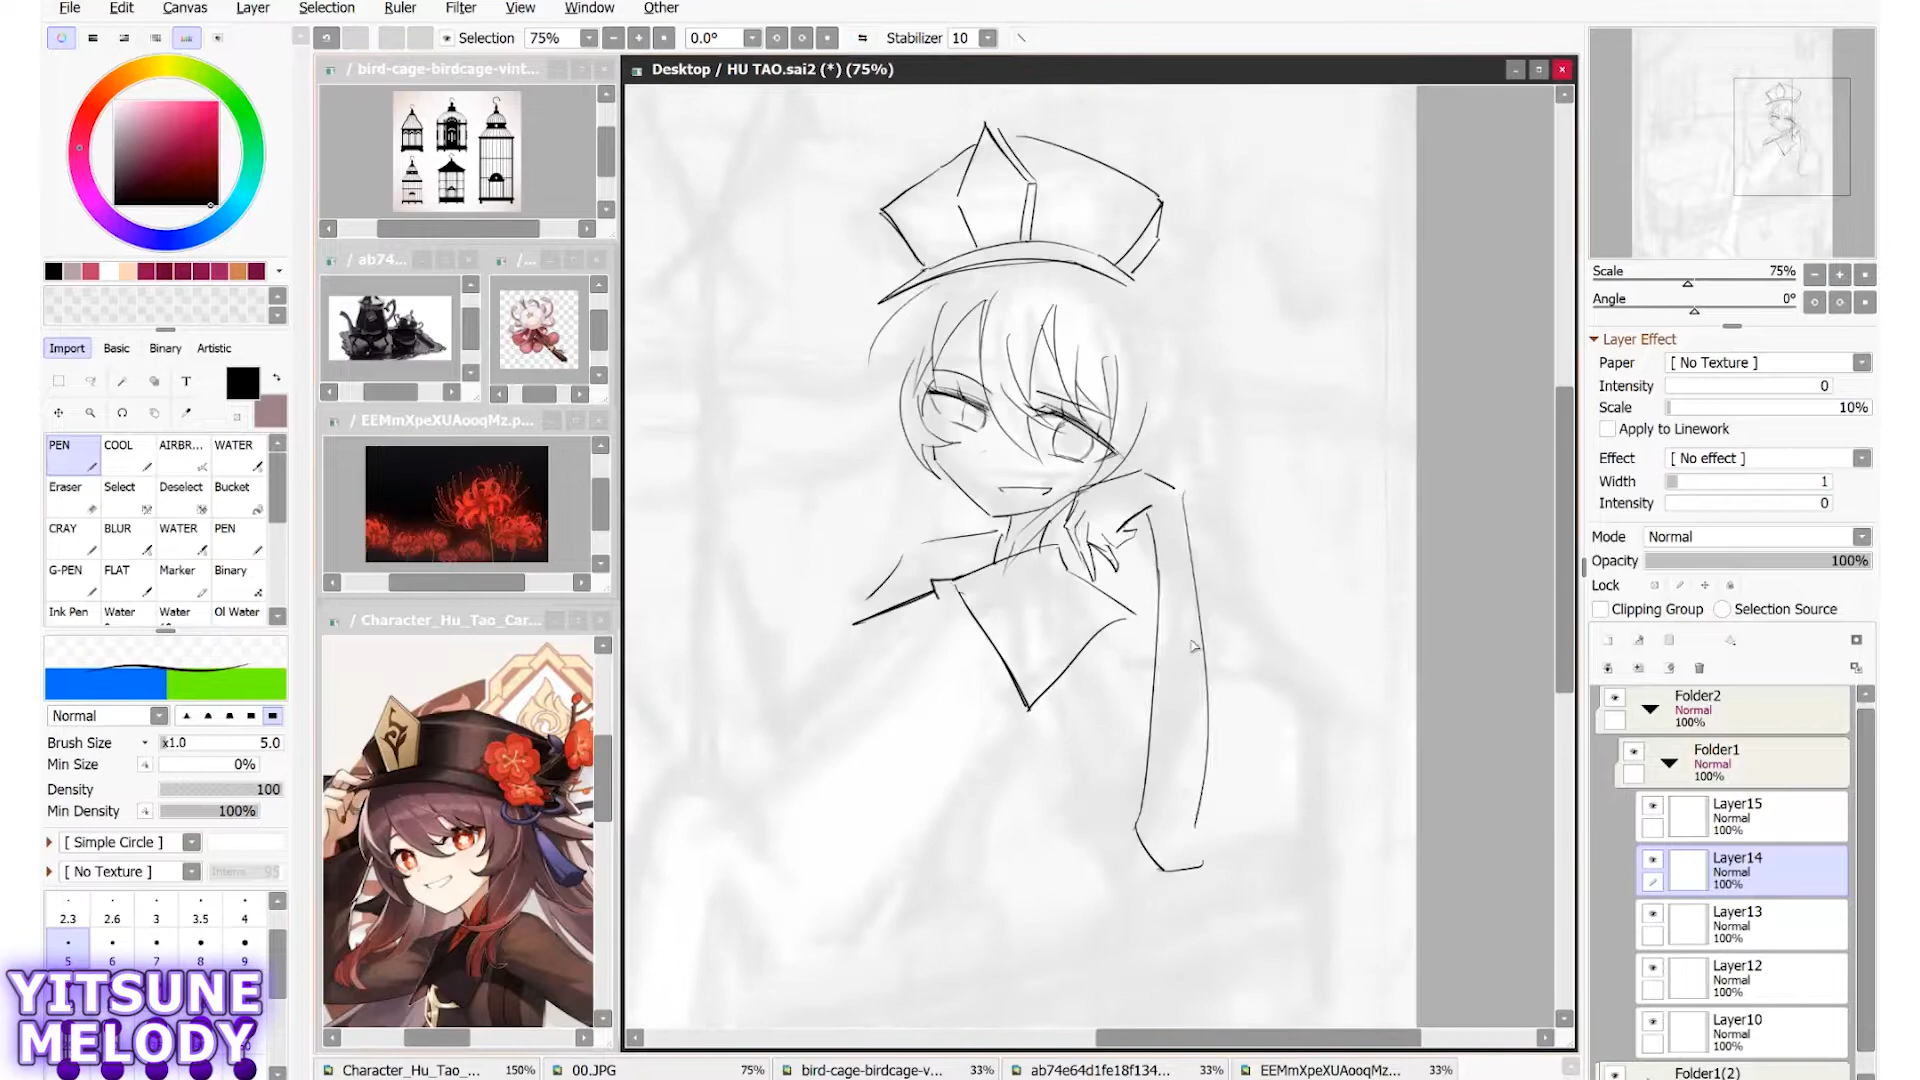 File Edit Canvas Layer Selection Ruler Filter View Window Other
Selection 75% 0.0° Stabilizer 10
/ bird-cage-birdcage-vint...
Desktop / HU TAO.sai2 (*) (75%)
/ ab74...
/...
/ EEMmXpeXUAooqMz.p...
/ Character_Hu_Tao_Car...
Import Basic Binary Artistic
T
PEN COOL AIRBR... WATER
Eraser Select Deselect Bucket
CRAY BLUR WATER PEN
G-PEN FLAT Marker Binary
Ink Pen Water Water Ol Water
Normal
Brush Size x1.0 5.0
Min Size 0%
Density 100
Min Density 100%
[ Simple Circle ]
[ No Texture ] Intens 95
2.3 2.6 3 3.5 4
5 6 7 8 9
YITSUNE
MELODY
Scale 75%
Angle 0°
Layer Effect
Paper [ No Texture ]
Intensity 0
Scale 10%
Apply to Linework
Effect [ No effect ]
Width 1
Intensity 0
Mode Normal
Opacity 100%
Lock
Clipping Group Selection Source
Folder2
Normal
100%
Folder1
Normal
100%
Layer15
Normal
100%
Layer14
Normal
100%
Layer13
Normal
100%
Layer12
Normal
100%
Layer10
Normal
100%
Folder1(2)
Character_Hu_Tao_... 150% 00.JPG 75% bird-cage-birdcage-v... 33% ab74e64d1fe18f134... 33% EEMmXpeXUAooqMz... 33%